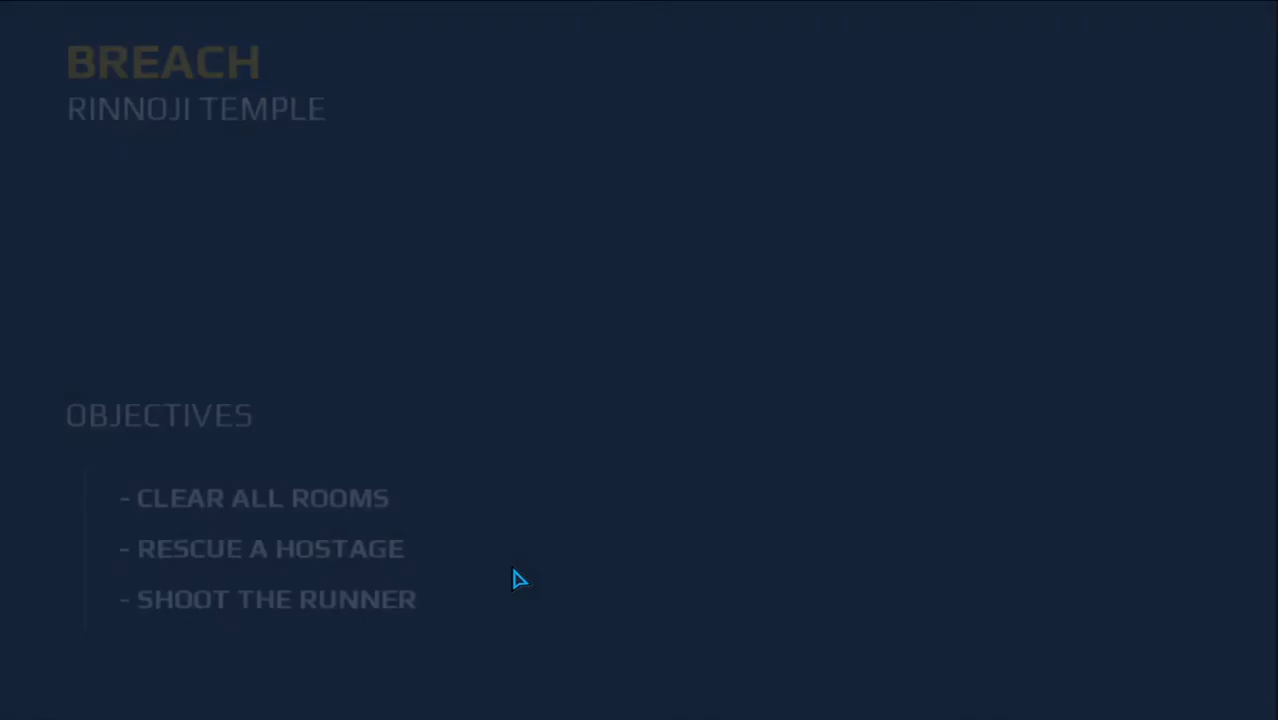 BREACH
RINNOJI TEMPLE
OBJECTIVES
- CLEAR ALL ROOMS
- RESCUE A HOSTAGE
- SHOOT THE RUNNER